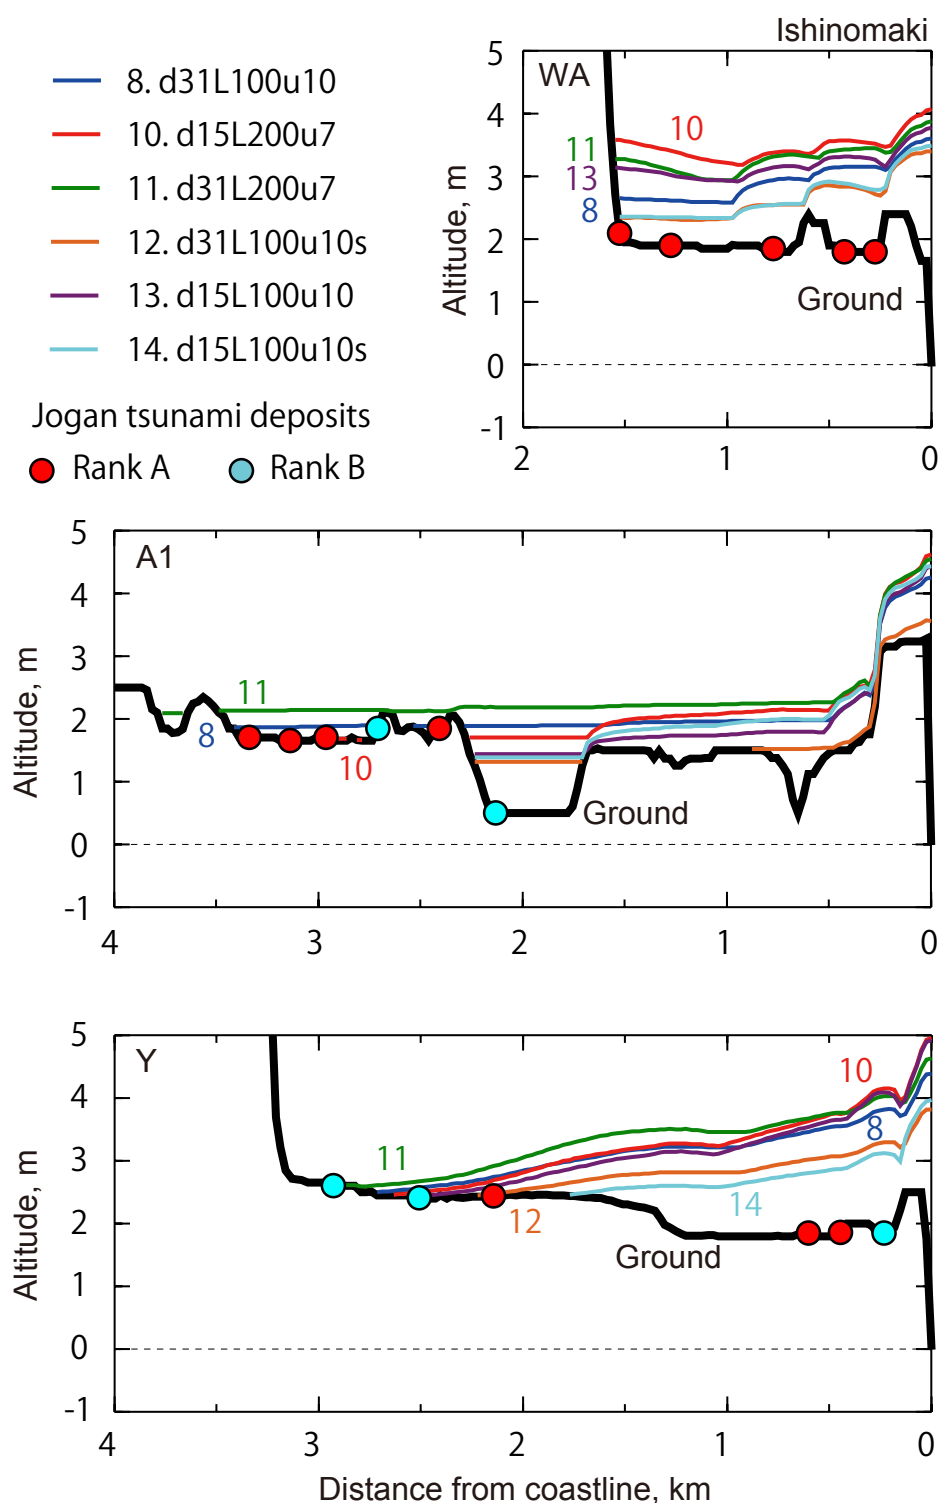 Ishinomaki
8. d31L100u10
10. d15L200u7
11. d31L200u7
12. d31L100u10s
13. d15L100u10
14. d15L100u10s
Jogan tsunami deposits
Rank A
Rank B
WA
5
4
3
2
1
0
-1
Altitude, m
10
11
13
8
Ground
2
1
0
A1
5
4
3
2
1
0
-1
Altitude, m
11
8
10
Ground
4
3
2
1
0
Y
5
4
3
2
1
0
-1
Altitude, m
10
8
11
12
14
Ground
4
3
2
1
0
Distance from coastline, km